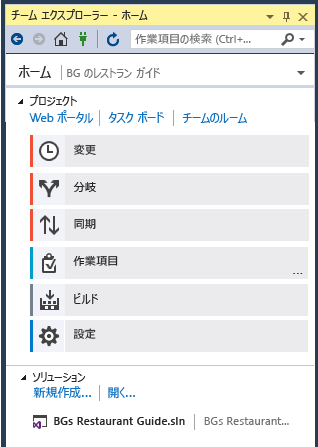 チーム エクスプローラー - ホーム
作業項目の検索 (Ctrl+...
ホーム BG のレストラン ガイド
プロジェクト
Web ポータル タスク ボード チームのルーム
変更
分岐
同期
作業項目
...
ビルド
設定
ソリューション
新規作成... 開く...
BGs Restaurant Guide.sln BGs Restaurant...